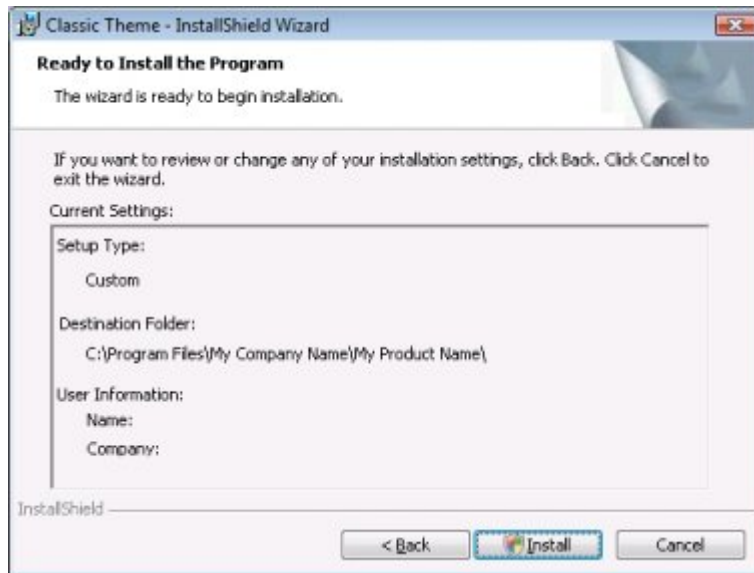 Classic Theme - InstallShield Wizard
Ready to Install the Program
The wizard is ready to begin installation.
If you want to review or change any of your installation settings, click Back. Click Cancel to
exit the wizard.
Current Settings:
Setup Type:
Custom
Destination Folder:
C:\Program Files\My Company Name\My Product Name\
User Information:
Name:
Company:
InstallShield
< Back Install Cancel